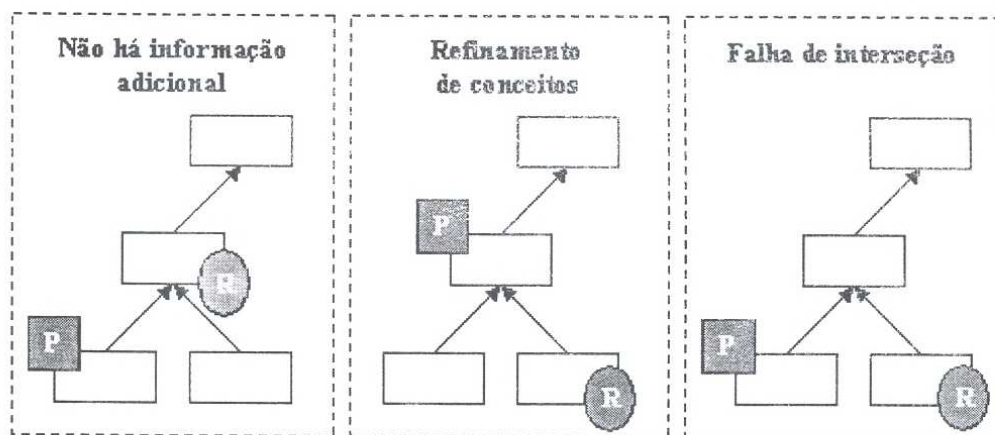 Não há informação
adicional
P
R
Refinamento
de conceitos
P
R
Falha de interseção
P
R